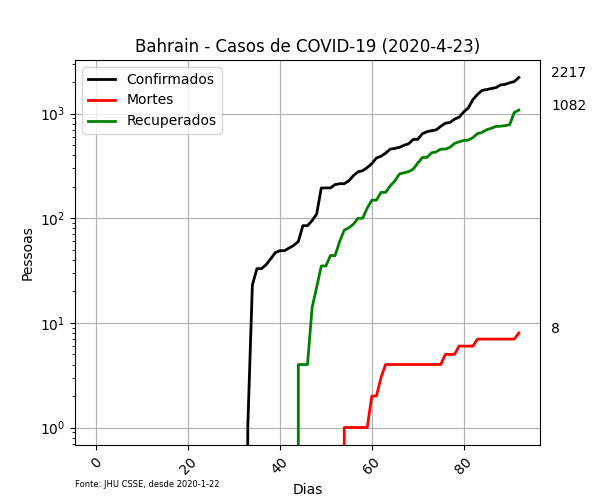 Bahrain - Casos de COVID-19 (2020-4-23)
Confirmados
Mortes
Recuperados
2217
1082
8
Pessoas
10³
10²
10¹
10⁰
0
20
40
60
80
Dias
Fonte: JHU CSSE, desde 2020-1-22